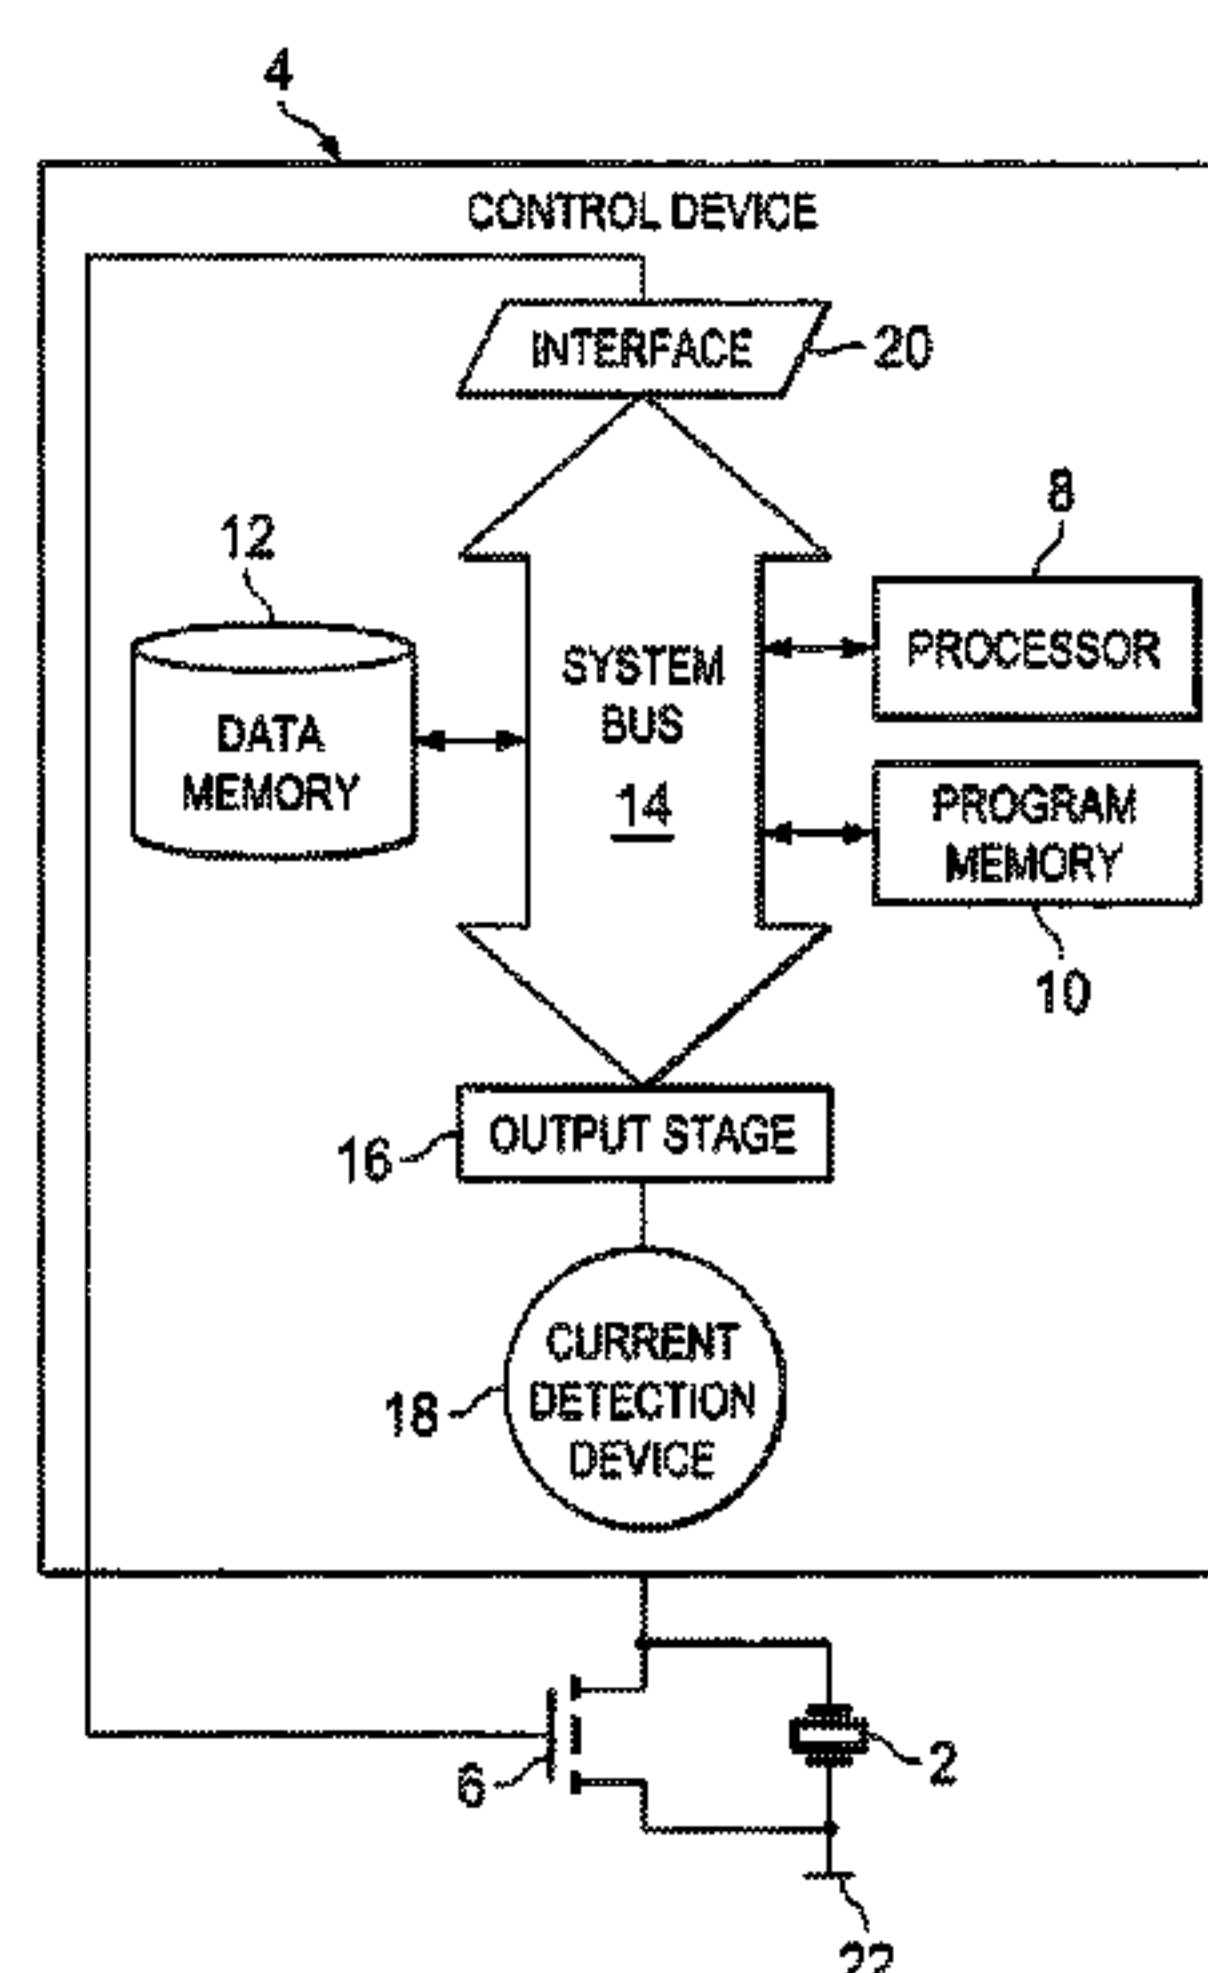 4
CONTROL DEVICE
INTERFACE
20
12
8
DATA
MEMORY
SYSTEM
BUS
14
PROCESSOR
PROGRAM
MEMORY
10
16
OUTPUT STAGE
18
CURRENT
DETECTION
DEVICE
6
2
22